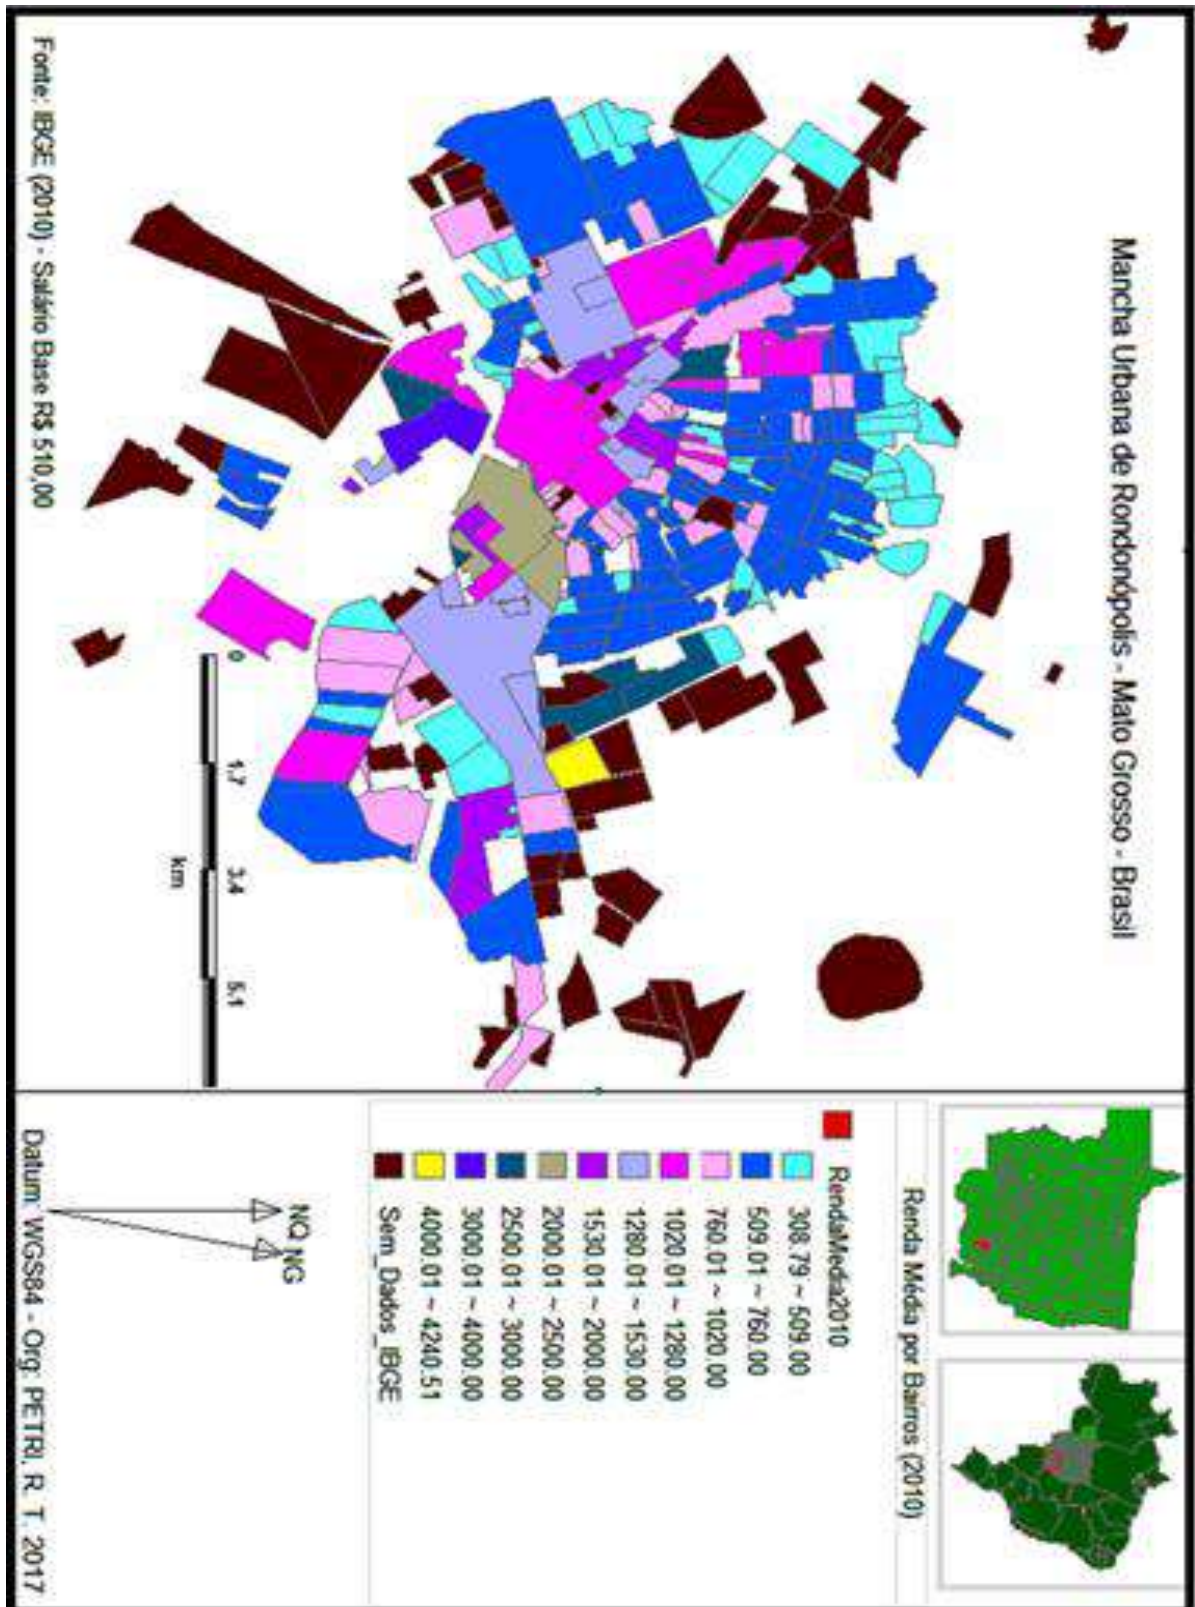 Mancha Urbana de Rondonópolis - Mato Grosso - Brasil
0 1.7 3.4 5.1
km
Fonte: IBGE (2010) - Salário Base R$ 510,00
Renda Média por Bairros (2010)
RendaMedia2010
308.79 ~ 509.00
509.01 ~ 760.00
760.01 ~ 1020.00
1020.01 ~ 1280.00
1280.01 ~ 1530.00
1530.01 ~ 2000.00
2000.01 ~ 2500.00
2500.01 ~ 3000.00
3000.01 ~ 4000.00
4000.01 ~ 4240.51
Sem_Dados_IBGE
NQ NG
Datum: WGS84 - Org: PETRI, R. T. 2017